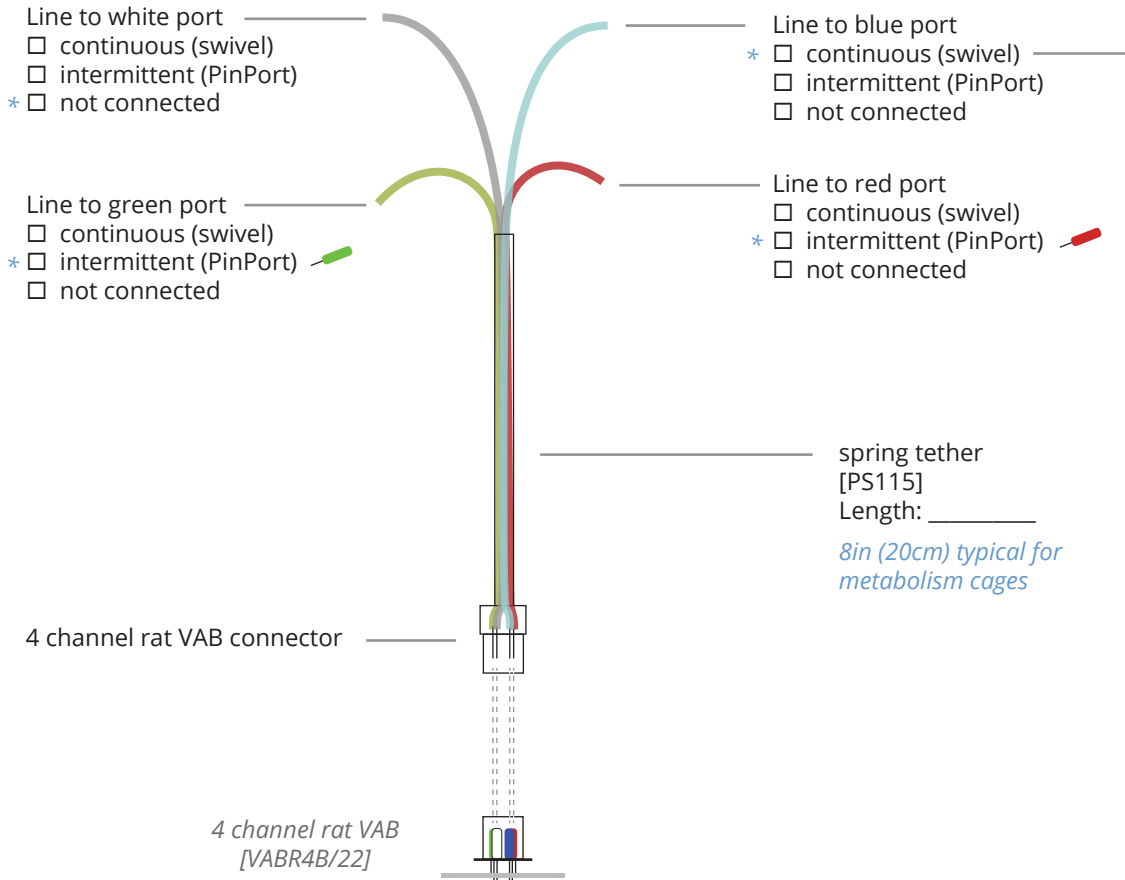 Line to white port
☐ continuous (swivel)
☐ intermittent (PinPort)
* ☐ not connected
Line to blue port
* ☐ continuous (swivel)
☐ intermittent (PinPort)
☐ not connected
Line to green port
☐ continuous (swivel)
* ☐ intermittent (PinPort)
☐ not connected
Line to red port
☐ continuous (swivel)
* ☐ intermittent (PinPort)
☐ not connected
spring tether
[PS115]
Length: __________
8in (20cm) typical for
metabolism cages
4 channel rat VAB connector
4 channel rat VAB
[VABR4B/22]